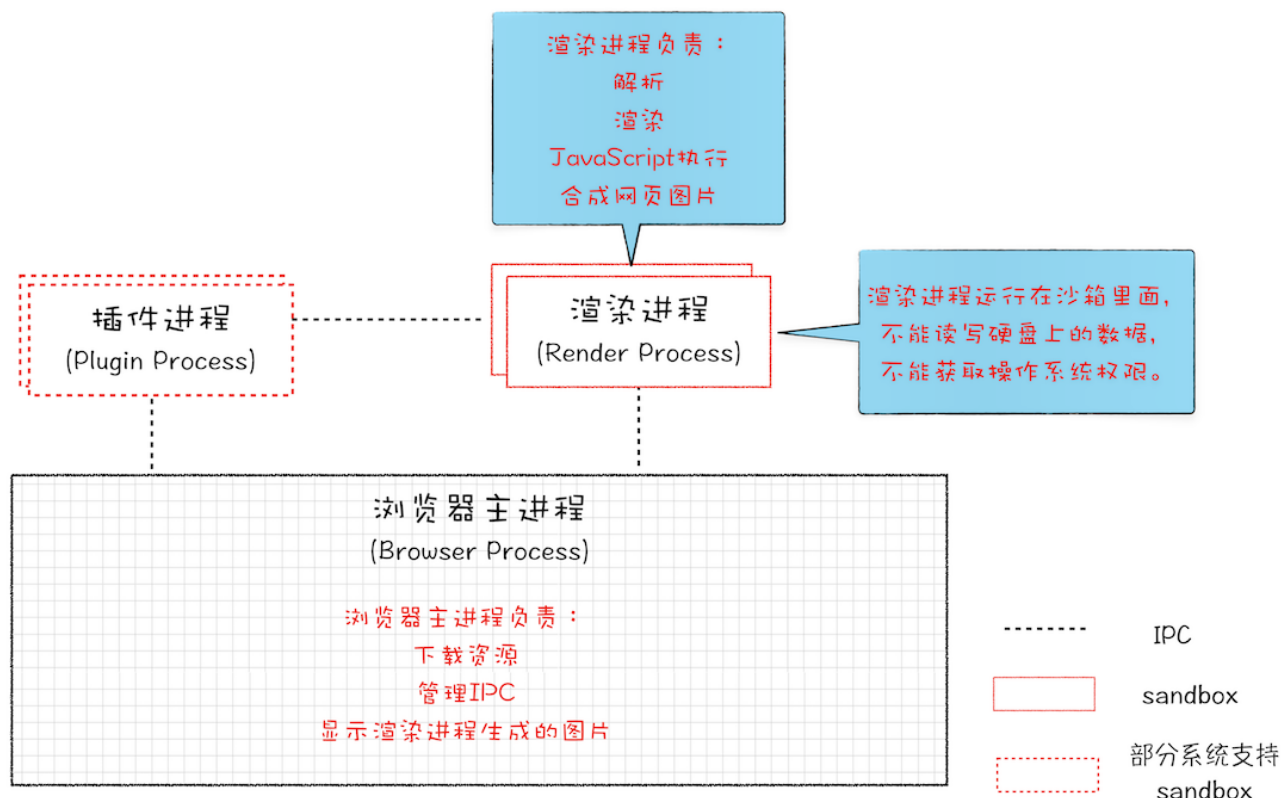 渲染进程负责：
解析
渲染
JavaScript执行
合成网页图片
插件进程
(Plugin Process)
渲染进程
(Render Process)
渲染进程运行在沙箱里面，
不能读写硬盘上的数据，
不能获取操作系统权限。
浏览器主进程
(Browser Process)
浏览器主进程负责：
下载资源
管理IPC
显示渲染进程生成的图片
IPC
sandbox
部分系统支持
sandbox